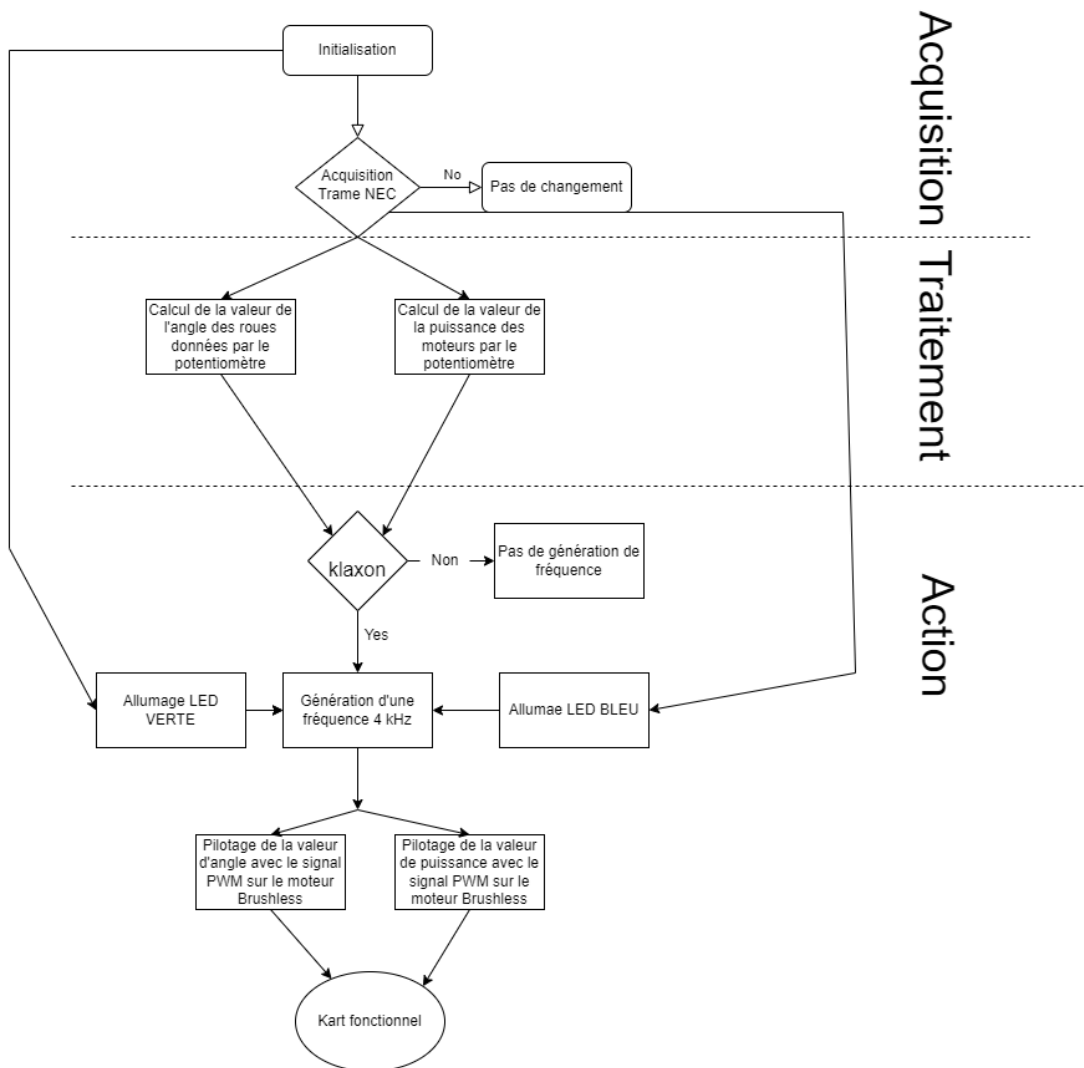 Initialisation
Acquisition
Acquisition
Trame NEC
No
Pas de changement
Traitement
Calcul de la valeur de
l'angle des roues
données par le
potentiomètre
Calcul de la valeur de
la puissance des
moteurs par le
potentiomètre
Action
klaxon
Non
Pas de génération de
fréquence
Yes
Allumage LED
VERTE
Génération d'une
fréquence 4 kHz
Allumae LED BLEU
Pilotage de la valeur
d'angle avec le signal
PWM sur le moteur
Brushless
Pilotage de la valeur
de puissance avec le
signal PWM sur le
moteur Brushless
Kart fonctionnel